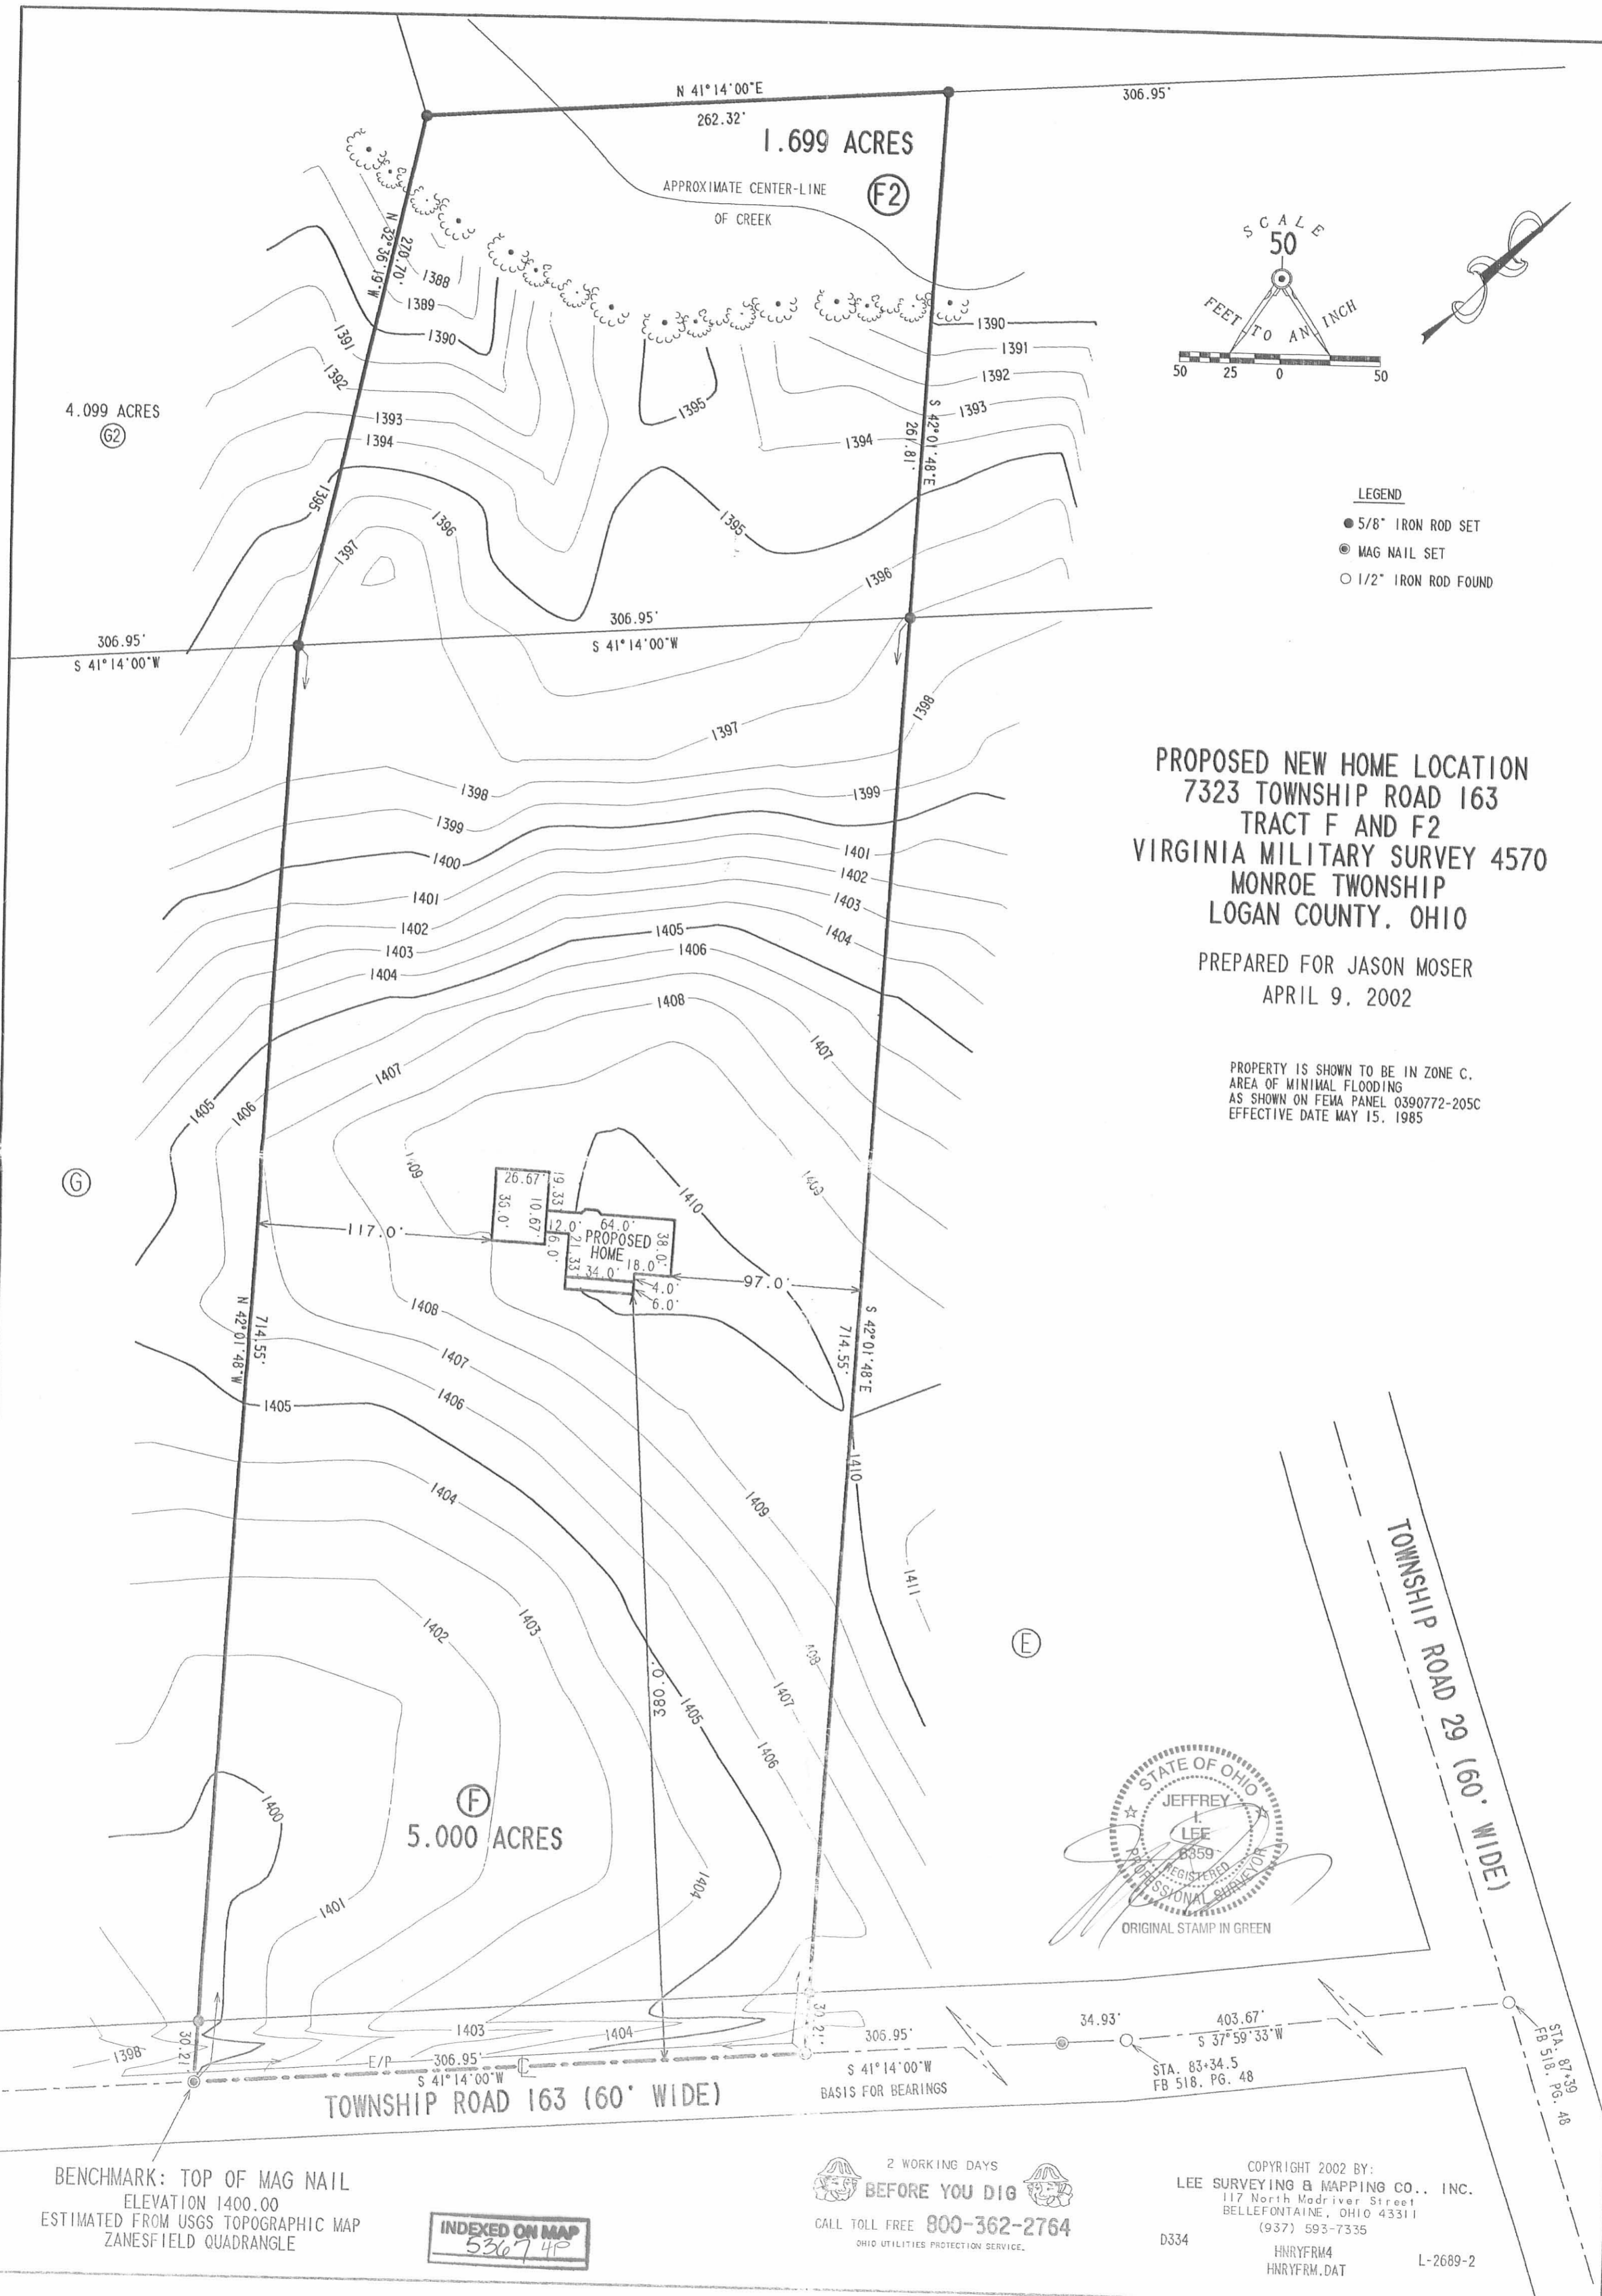 N 41°14'00"E
262.32'
306.95'
1.699 ACRES
APPROXIMATE CENTER-LINE
OF CREEK
F2
SCALE
50
FEET TO AN INCH
50 25 0 50
N 32°36'19"W
270.70'
1388
1389
1390
1391
1392
1393
1394
1395
1396
1397
1390
1391
1392
1393
1394
1395
1395
1396
S 42°01'48"E
261.81'
4.099 ACRES
G2
LEGEND
5/8" IRON ROD SET
MAG NAIL SET
1/2" IRON ROD FOUND
306.95'
S 41°14'00"W
306.95'
S 41°14'00"W
1397
1398
1398
1399
1399
1400
1401
1401
1402
1402
1403
1403
1404
1404
1405
1406
1408
1407
1407
1405
1406
PROPOSED NEW HOME LOCATION
7323 TOWNSHIP ROAD 163
TRACT F AND F2
VIRGINIA MILITARY SURVEY 4570
MONROE TWONSHIP
LOGAN COUNTY, OHIO
PREPARED FOR JASON MOSER
APRIL 9, 2002
PROPERTY IS SHOWN TO BE IN ZONE C,
AREA OF MINIMAL FLOODING
AS SHOWN ON FEMA PANEL 0390772-205C
EFFECTIVE DATE MAY 15, 1985
G
1409
1409
1410
26.67'
19.33'
10.67'
12.0'
64.0'
38.0'
6.0'
21.33'
PROPOSED
HOME
34.0'
18.0'
4.0'
6.0'
117.0'
97.0'
N 42°01'48"W
714.55'
S 42°01'48"E
714.55'
1408
1407
1406
1405
1404
1403
1402
1409
1410
1411
1407
1406
1405
380.0'
E
TOWNSHIP ROAD 29 (60' WIDE)
F
5.000 ACRES
1400
1401
1404
STATE OF OHIO
JEFFREY
I.
LEE
6359
REGISTERED
PROFESSIONAL SURVEYOR
ORIGINAL STAMP IN GREEN
30.21'
30.21'
1398
1403
1404
E/P
306.95'
S 41°14'00"W
306.95'
S 41°14'00"W
BASIS FOR BEARINGS
34.93'
403.67'
S 37°59'33"W
STA. 83+34.5
FB 518, PG. 48
STA. 87+39
FB 518, PG. 48
TOWNSHIP ROAD 163 (60' WIDE)
BENCHMARK: TOP OF MAG NAIL
ELEVATION 1400.00
ESTIMATED FROM USGS TOPOGRAPHIC MAP
ZANESFIELD QUADRANGLE
INDEXED ON MAP
5367 4P
2 WORKING DAYS
BEFORE YOU DIG
CALL TOLL FREE 800-362-2764
OHIO UTILITIES PROTECTION SERVICE.
COPYRIGHT 2002 BY:
LEE SURVEYING & MAPPING CO., INC.
117 North Madriver Street
BELLEFONTAINE, OHIO 43311
(937) 593-7335
D334
HNRYFRM4
HNRYFRM.DAT
L-2689-2